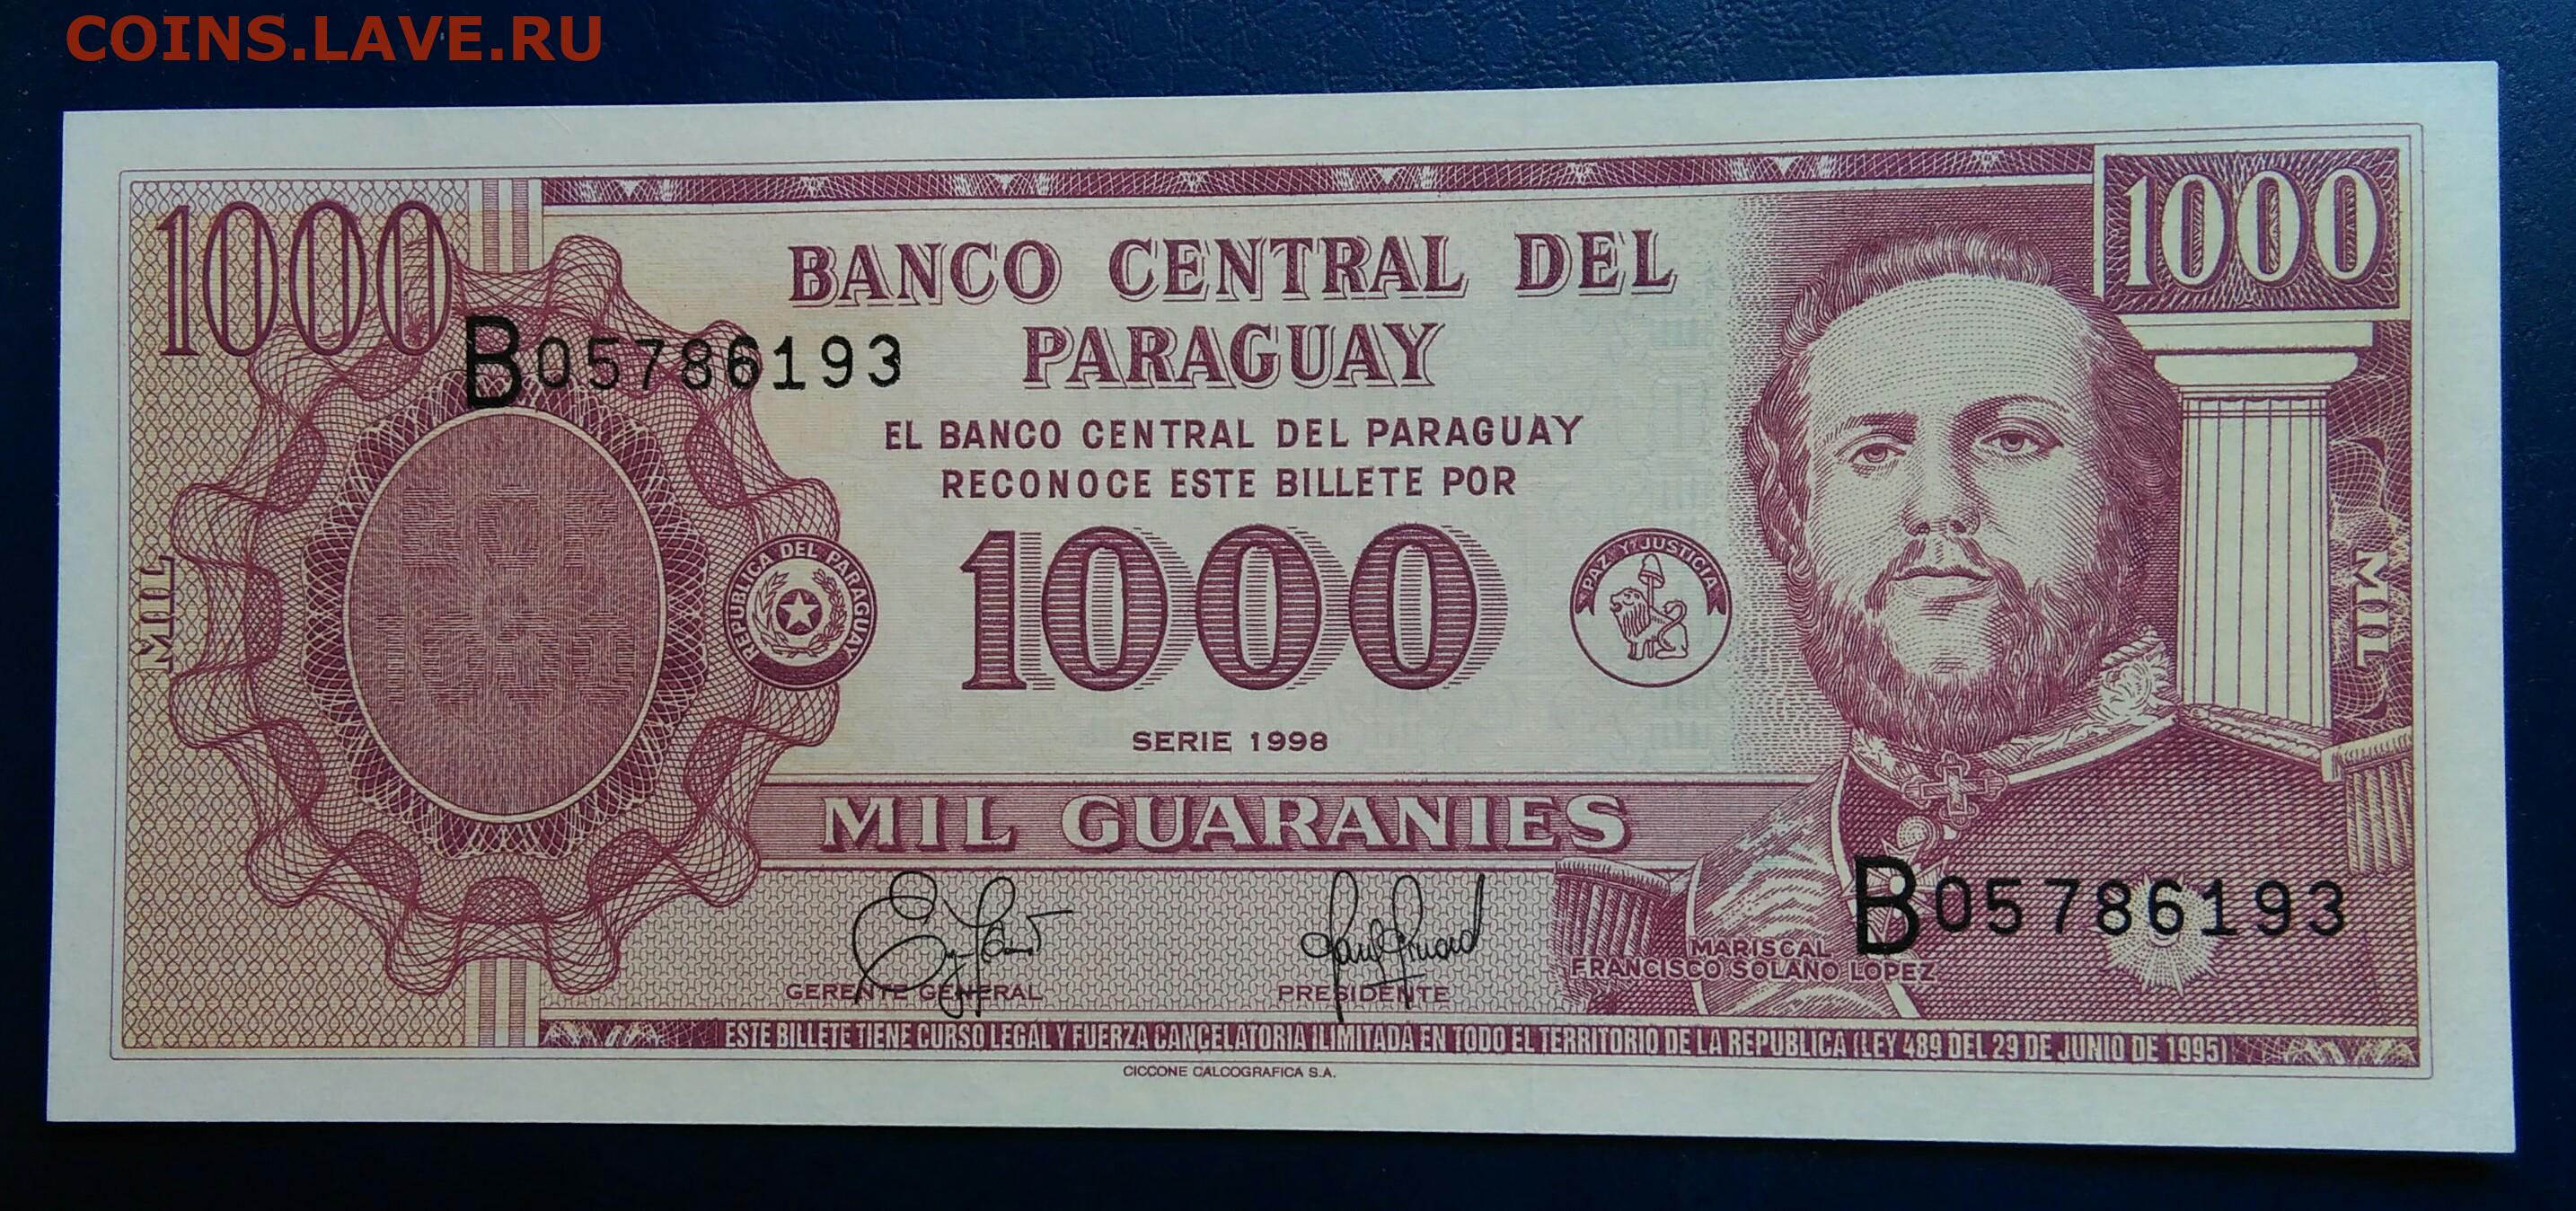 COINS.LAVE.RU
1000
1000
BANCO CENTRAL DEL
PARAGUAY
B05786193
EL BANCO CENTRAL DEL PARAGUAY
RECONOCE ESTE BILLETE POR
1000
REPUBLICA DEL PARAGUAY
PAZ Y JUSTICIA
MIL
MIL
SERIE 1998
MIL GUARANIES
B05786193
MARISCAL
FRANCISCO SOLANO LOPEZ
GERENTE GENERAL
PRESIDENTE
ESTE BILLETE TIENE CURSO LEGAL Y FUERZA CANCELATORIA ILIMITADA EN TODO EL TERRITORIO DE LA REPUBLICA (LEY 489 DEL 29 DE JUNIO DE 1995)
CICCONE CALCOGRAFICA S.A.